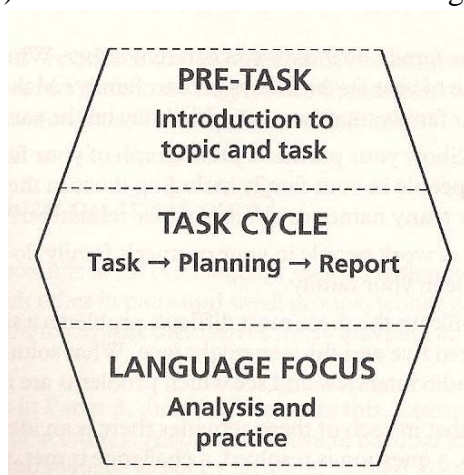 PRE-TASK
Introduction to
topic and task
TASK CYCLE
Task → Planning → Report
LANGUAGE FOCUS
Analysis and
practice